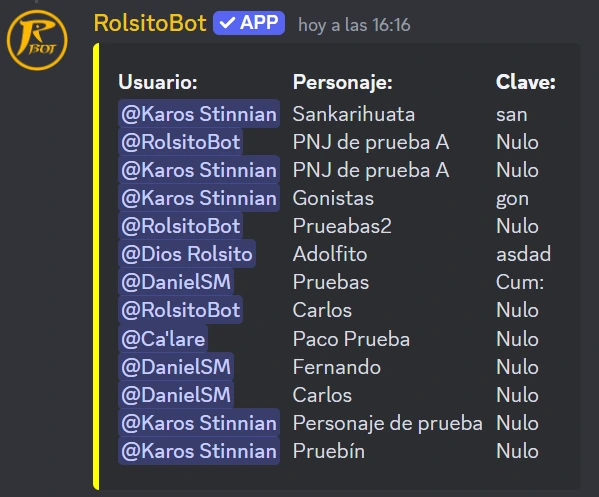 RolsitoBot ✓ APP hoy a las 16:16
R BOT
Usuario: Personaje: Clave:
@Karos Stinnian Sankarihuata san
@RolsitoBot PNJ de prueba A Nulo
@Karos Stinnian PNJ de prueba A Nulo
@Karos Stinnian Gonistas gon
@RolsitoBot Prueabas2 Nulo
@Dios Rolsito Adolfito asdad
@DanielSM Pruebas Cum:
@RolsitoBot Carlos Nulo
@Ca'lare Paco Prueba Nulo
@DanielSM Fernando Nulo
@DanielSM Carlos Nulo
@Karos Stinnian Personaje de prueba Nulo
@Karos Stinnian Pruebín Nulo